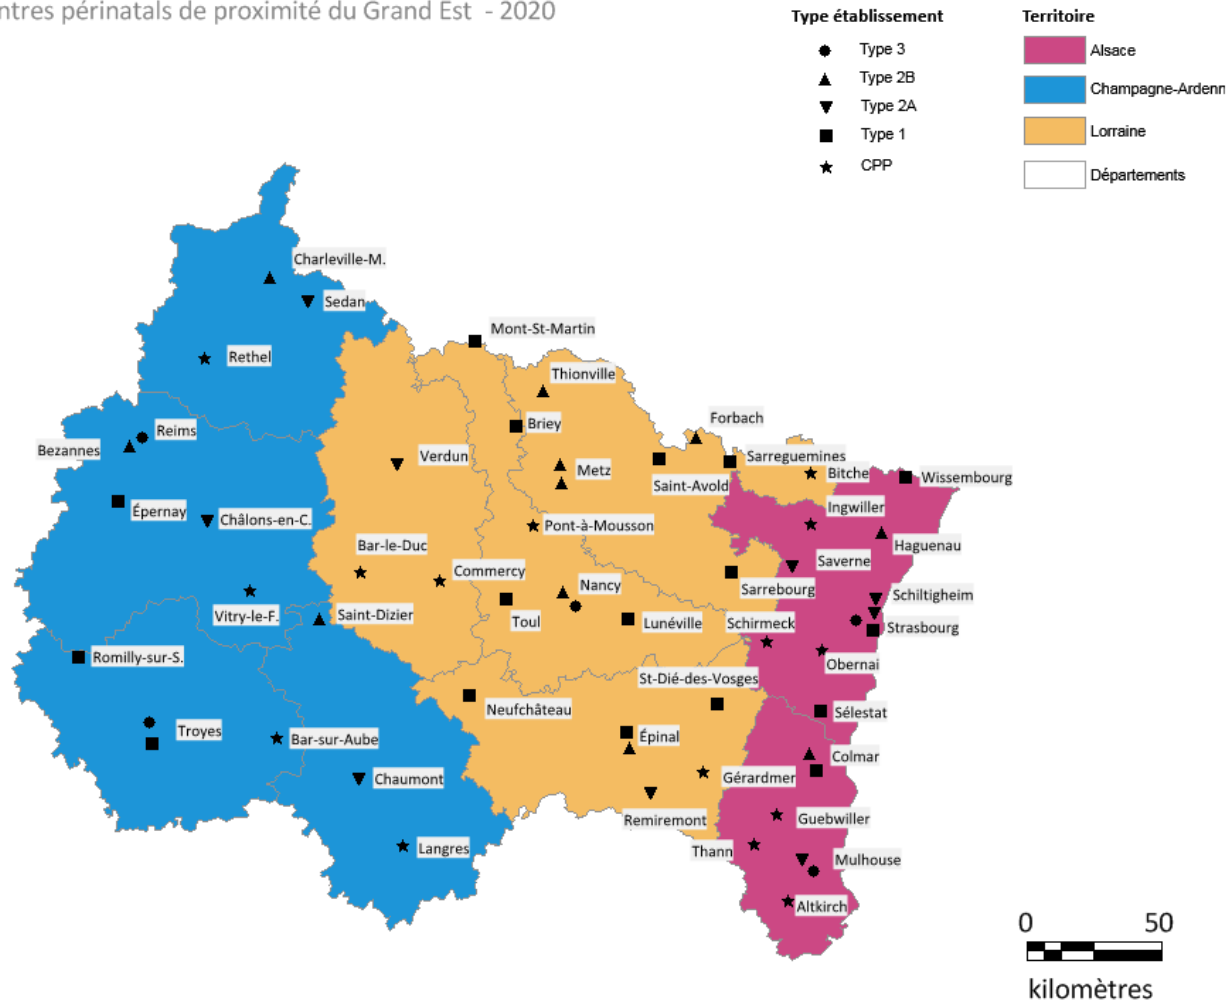 ntres périnatals de proximité du Grand Est - 2020
Type établissement
Type 3
Type 2B
Type 2A
Type 1
CPP
Territoire
Alsace
Champagne-Ardenn
Lorraine
Départements
Charleville-M.
Sedan
Mont-St-Martin
Rethel
Thionville
Forbach
Briey
Reims
Bezannes
Verdun
Sarreguemines
Metz
Bitche
Wissembourg
Saint-Avold
Épernay
Châlons-en-C.
Ingwiller
Pont-à-Mousson
Bar-le-Duc
Haguenau
Saverne
Commercy
Nancy
Sarrebourg
Schiltigheim
Vitry-le-F.
Saint-Dizier
Toul
Lunéville
Schirmeck
Strasbourg
Romilly-sur-S.
Obernai
St-Dié-des-Vosges
Neufchâteau
Sélestat
Troyes
Bar-sur-Aube
Épinal
Colmar
Chaumont
Gérardmer
Remiremont
Guebwiller
Langres
Thann
Mulhouse
Altkirch
0 50
kilomètres